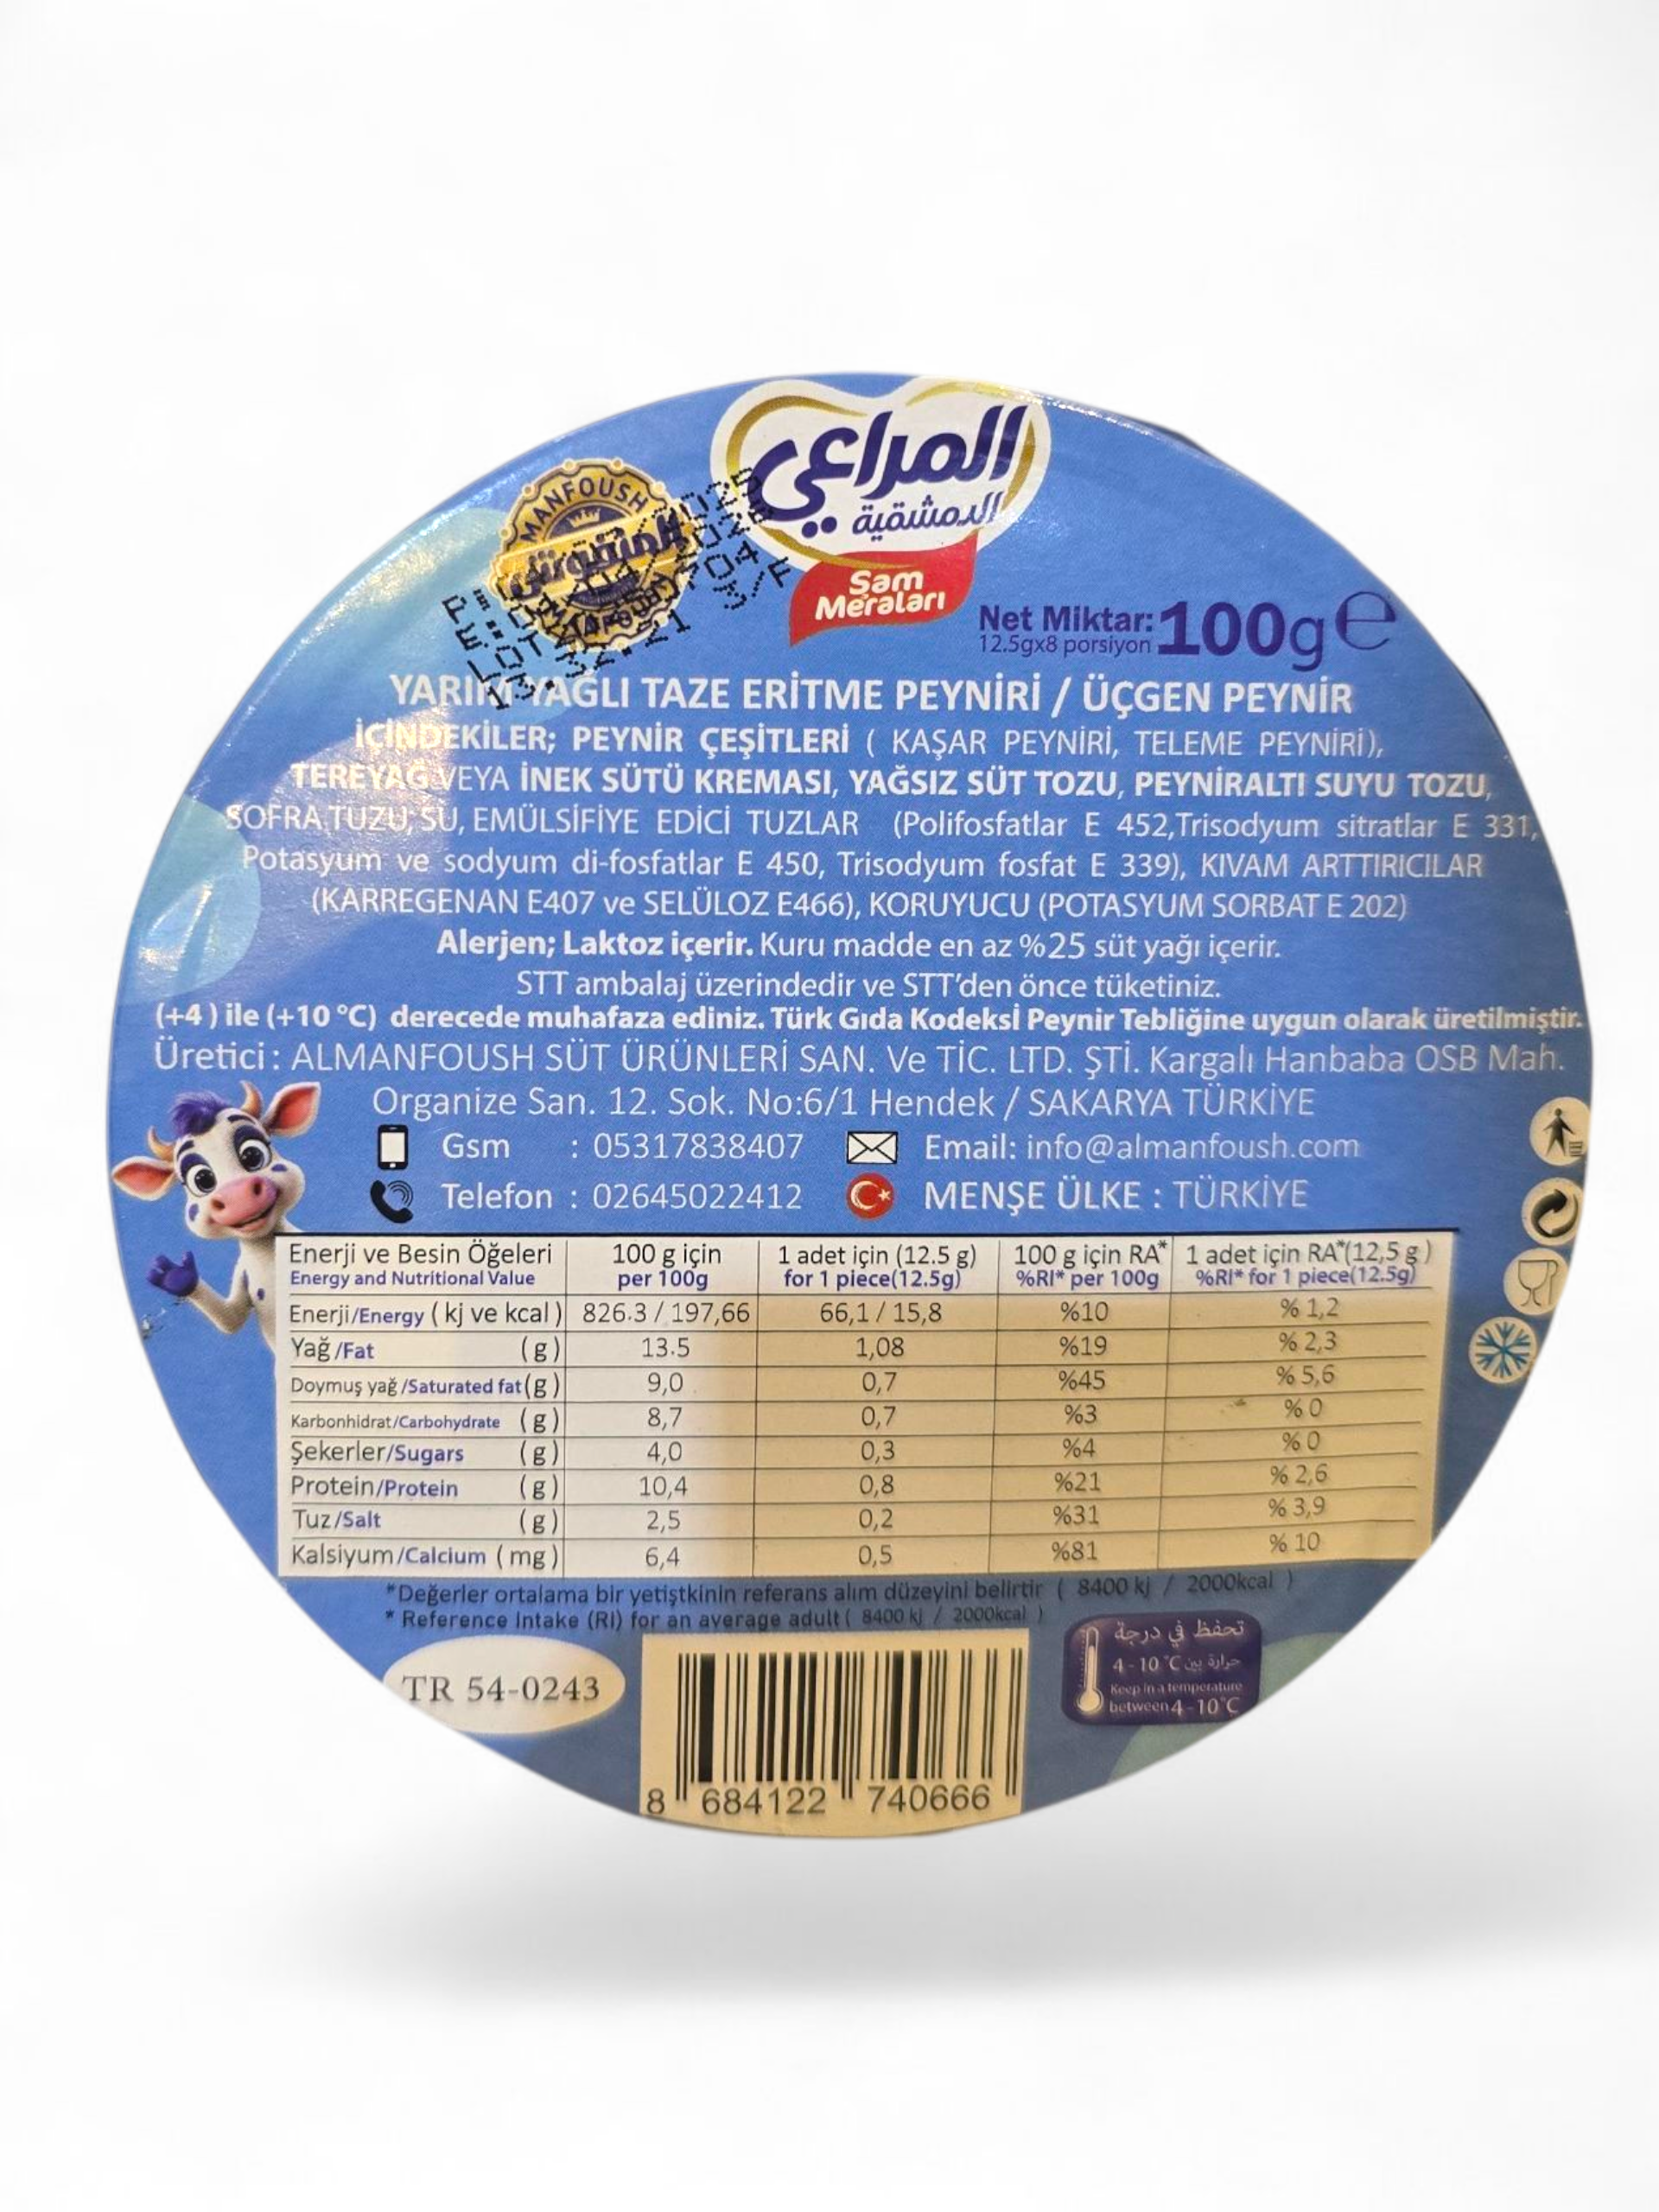 المراعي
الدمشقية
Şam
Meraları
MANFOUSH
المنفوش
Net Miktar: 100g e
12.5gx8 porsiyon
YARIM YAĞLI TAZE ERİTME PEYNİRİ / ÜÇGEN PEYNİR
İÇİNDEKİLER; PEYNİR ÇEŞİTLERİ ( KAŞAR PEYNİRİ, TELEME PEYNİRİ),
TEREYAĞ VEYA İNEK SÜTÜ KREMASI, YAĞSIZ SÜT TOZU, PEYNİRALTI SUYU TOZU,
SOFRA TUZU, SU, EMÜLSİFİYE EDİCİ TUZLAR (Polifosfatlar E 452,Trisodyum sitratlar E 331,
Potasyum ve sodyum di-fosfatlar E 450, Trisodyum fosfat E 339), KIVAM ARTTIRICILAR
(KARREGENAN E407 ve SELÜLOZ E466), KORUYUCU (POTASYUM SORBAT E 202)
Alerjen; Laktoz içerir. Kuru madde en az %25 süt yağı içerir.
STT ambalaj üzerindedir ve STT'den önce tüketiniz.
(+4 ) ile (+10 °C) derecede muhafaza ediniz. Türk Gıda Kodeksİ Peynir Tebliğine uygun olarak üretilmiştir.
Üretici : ALMANFOUSH SÜT ÜRÜNLERİ SAN. Ve TİC. LTD. ŞTİ. Kargalı Hanbaba OSB Mah.
Organize San. 12. Sok. No:6/1 Hendek / SAKARYA TÜRKİYE
Gsm : 05317838407 Email: info@almanfoush.com
Telefon : 02645022412 MENŞE ÜLKE : TÜRKİYE
Enerji ve Besin Öğeleri 100 g için 1 adet için (12.5 g) 100 g için RA* 1 adet için RA*(12,5 g )
Energy and Nutritional Value per 100g for 1 piece(12.5g) %RI* per 100g %RI* for 1 piece(12.5g)
Enerji/Energy ( kj ve kcal ) 826.3 / 197,66 66,1 / 15,8 %10 % 1,2
Yağ /Fat (g) 13.5 1,08 %19 % 2,3
Doymuş yağ /Saturated fat(g ) 9,0 0,7 %45 % 5,6
Karbonhidrat/Carbohydrate (g) 8,7 0,7 %3 % 0
Şekerler/Sugars (g) 4,0 0,3 %4 % 0
Protein/Protein (g) 10,4 0,8 %21 % 2,6
Tuz /Salt (g) 2,5 0,2 %31 % 3,9
Kalsiyum/Calcium ( mg ) 6,4 0,5 %81 % 10
*Değerler ortalama bir yetiştkinin referans alım düzeyini belirtir ( 8400 kj / 2000kcal )
* Reference Intake (RI) for an average adult ( 8400 kj / 2000kcal )
TR 54-0243
8 684122 740666
تحفظ في درجة
حرارة بين 4 - 10 °C
Keep in a temperature
between 4 - 10°C